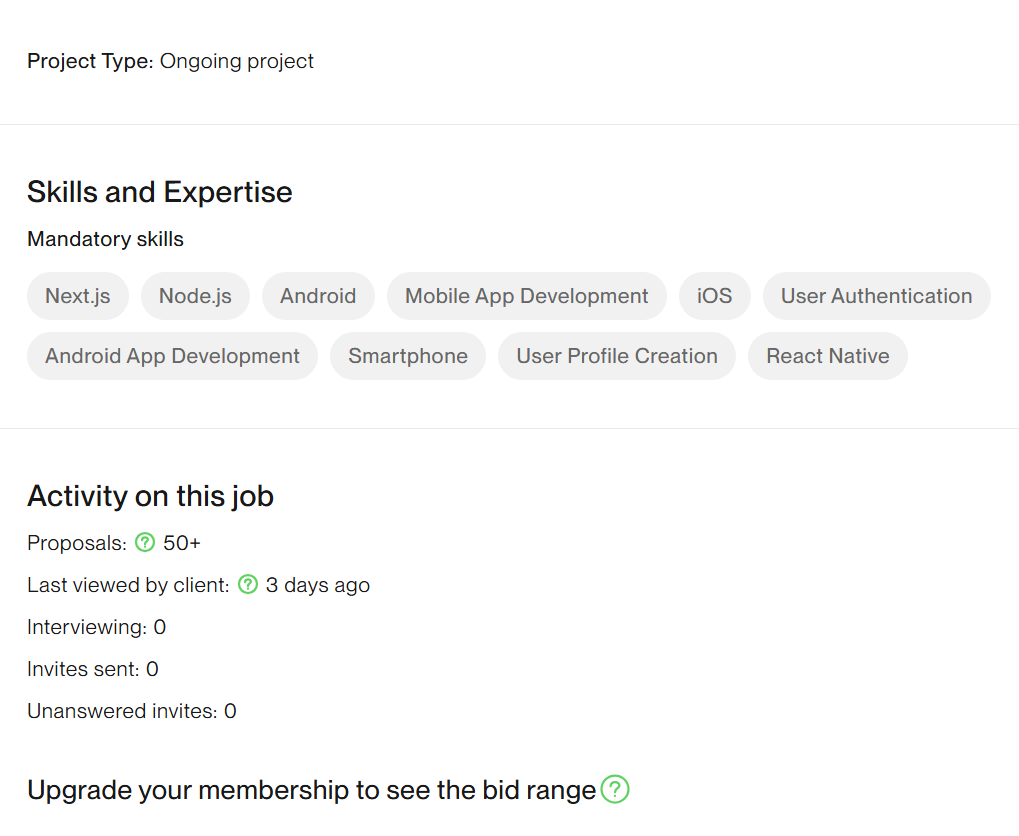 Project Type: Ongoing project
Skills and Expertise
Mandatory skills
Next.js Node.js Android Mobile App Development iOS User Authentication
Android App Development Smartphone User Profile Creation React Native
Activity on this job
Proposals: ? 50+
Last viewed by client: ? 3 days ago
Interviewing: 0
Invites sent: 0
Unanswered invites: 0
Upgrade your membership to see the bid range ?